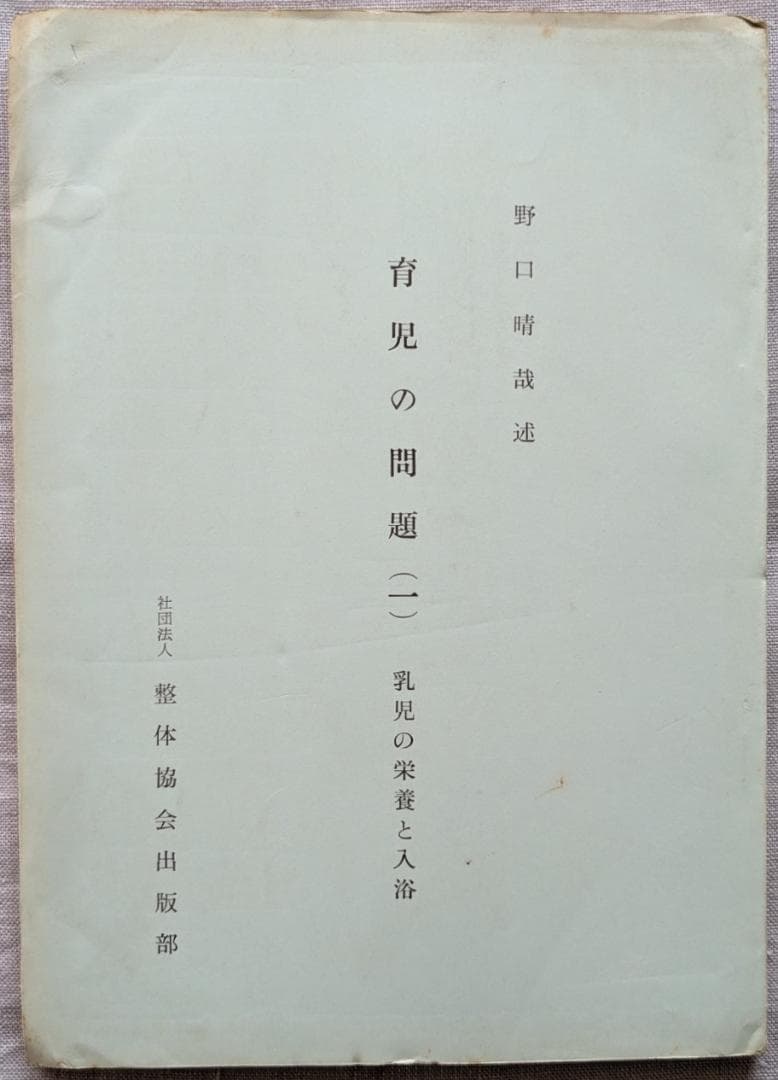 野口晴哉述
育児の問題（一）　乳児の栄養と入浴
社団法人　整体協会出版部